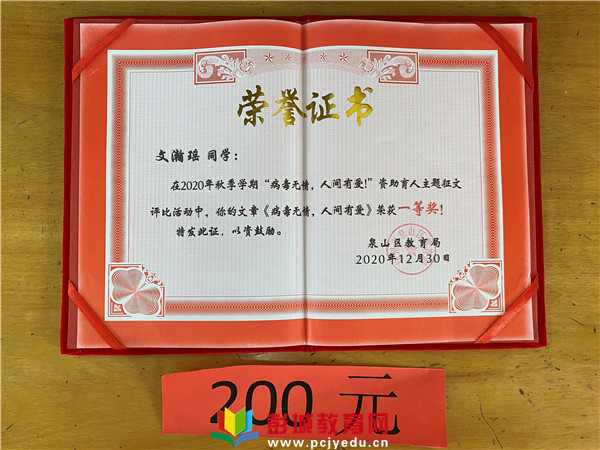 荣誉证书
文瀚瑶 同学：
在2020年秋季学期“病毒无情，人间有爱!”资助育人主题征文
评比活动中，你的文章《病毒无情，人间有爱》荣获一等奖！
特发此证，以资鼓励。
泉山区教育局
2020年12月30日
200 元
彭城教育网
www.pcjyedu.cn